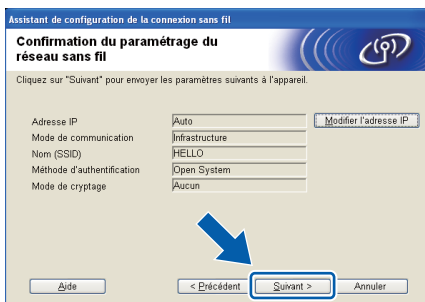 Assistant de configuration de la connexion sans fil
Confirmation du paramétrage du
réseau sans fil
Cliquez sur "Suivant" pour envoyer les paramètres suivants à l'appareil.
Adresse IP Auto Modifier l'adresse IP
Mode de communication Infrastructure
Nom (SSID) HELLO
Méthode d'authentification Open System
Mode de cryptage Aucun
Aide < Précédent Suivant > Annuler